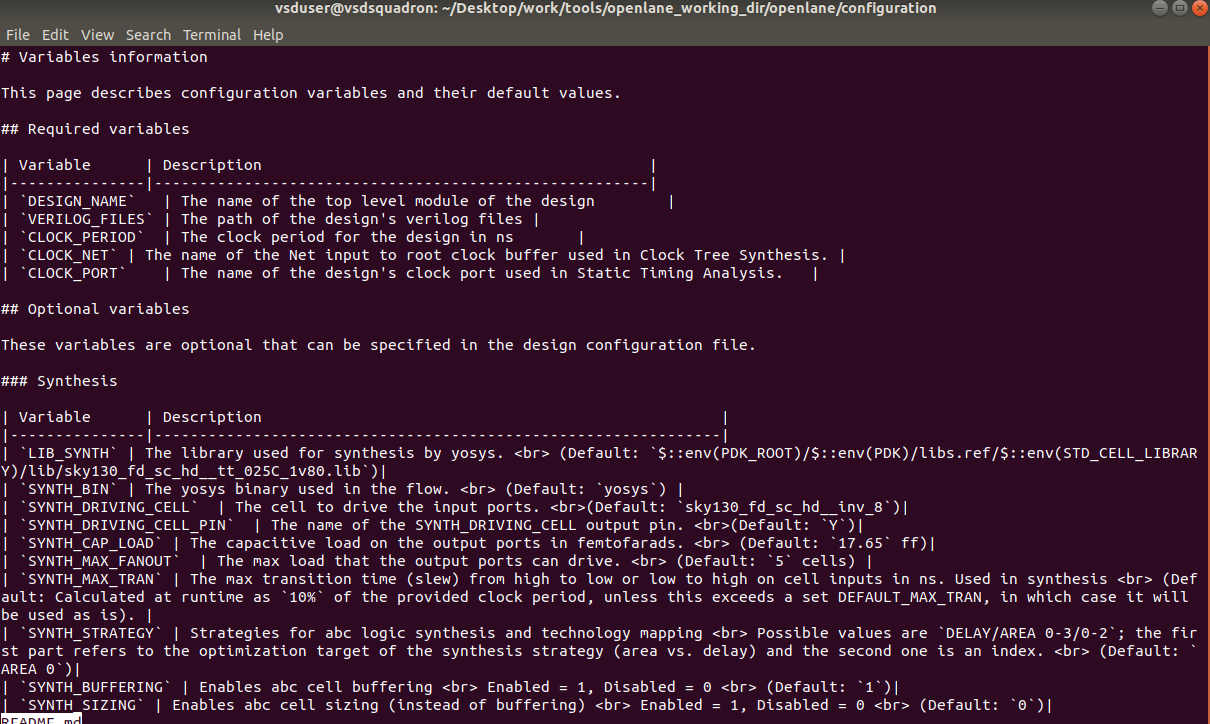 vsduser@vsdsquadron: ~/Desktop/work/tools/openlane_working_dir/openlane/configuration
File Edit View Search Terminal Help
# Variables information
This page describes configuration variables and their default values.
## Required variables
| Variable      | Description                                           |
|---------------|-------------------------------------------------------|
| `DESIGN_NAME`   | The name of the top level module of the design        |
| `VERILOG_FILES` | The path of the design's verilog files |
| `CLOCK_PERIOD`  | The clock period for the design in ns       |
| `CLOCK_NET` | The name of the Net input to root clock buffer used in Clock Tree Synthesis. |
| `CLOCK_PORT`    | The name of the design's clock port used in Static Timing Analysis.   |
## Optional variables
These variables are optional that can be specified in the design configuration file.
### Synthesis
| Variable      | Description                                                   |
|---------------|---------------------------------------------------------------|
| `LIB_SYNTH` | The library used for synthesis by yosys. <br> (Default: `$::env(PDK_ROOT)/$::env(PDK)/libs.ref/$::env(STD_CELL_LIBRAR
Y)/lib/sky130_fd_sc_hd__tt_025C_1v80.lib`)|
| `SYNTH_BIN` | The yosys binary used in the flow. <br> (Default: `yosys`) |
| `SYNTH_DRIVING_CELL`  | The cell to drive the input ports. <br>(Default: `sky130_fd_sc_hd__inv_8`)|
| `SYNTH_DRIVING_CELL_PIN`  | The name of the SYNTH_DRIVING_CELL output pin. <br>(Default: `Y`)|
| `SYNTH_CAP_LOAD` | The capacitive load on the output ports in femtofarads. <br> (Default: `17.65` ff)|
| `SYNTH_MAX_FANOUT`  | The max load that the output ports can drive. <br> (Default: `5` cells) |
| `SYNTH_MAX_TRAN` | The max transition time (slew) from high to low or low to high on cell inputs in ns. Used in synthesis <br> (Def
ault: Calculated at runtime as `10%` of the provided clock period, unless this exceeds a set DEFAULT_MAX_TRAN, in which case it will
be used as is). |
| `SYNTH_STRATEGY` | Strategies for abc logic synthesis and technology mapping <br> Possible values are `DELAY/AREA 0-3/0-2`; the fir
st part refers to the optimization target of the synthesis strategy (area vs. delay) and the second one is an index. <br> (Default: `
AREA 0`)|
| `SYNTH_BUFFERING` | Enables abc cell buffering <br> Enabled = 1, Disabled = 0 <br> (Default: `1`)|
| `SYNTH_SIZING` | Enables abc cell sizing (instead of buffering) <br> Enabled = 1, Disabled = 0 <br> (Default: `0`)|
README.md